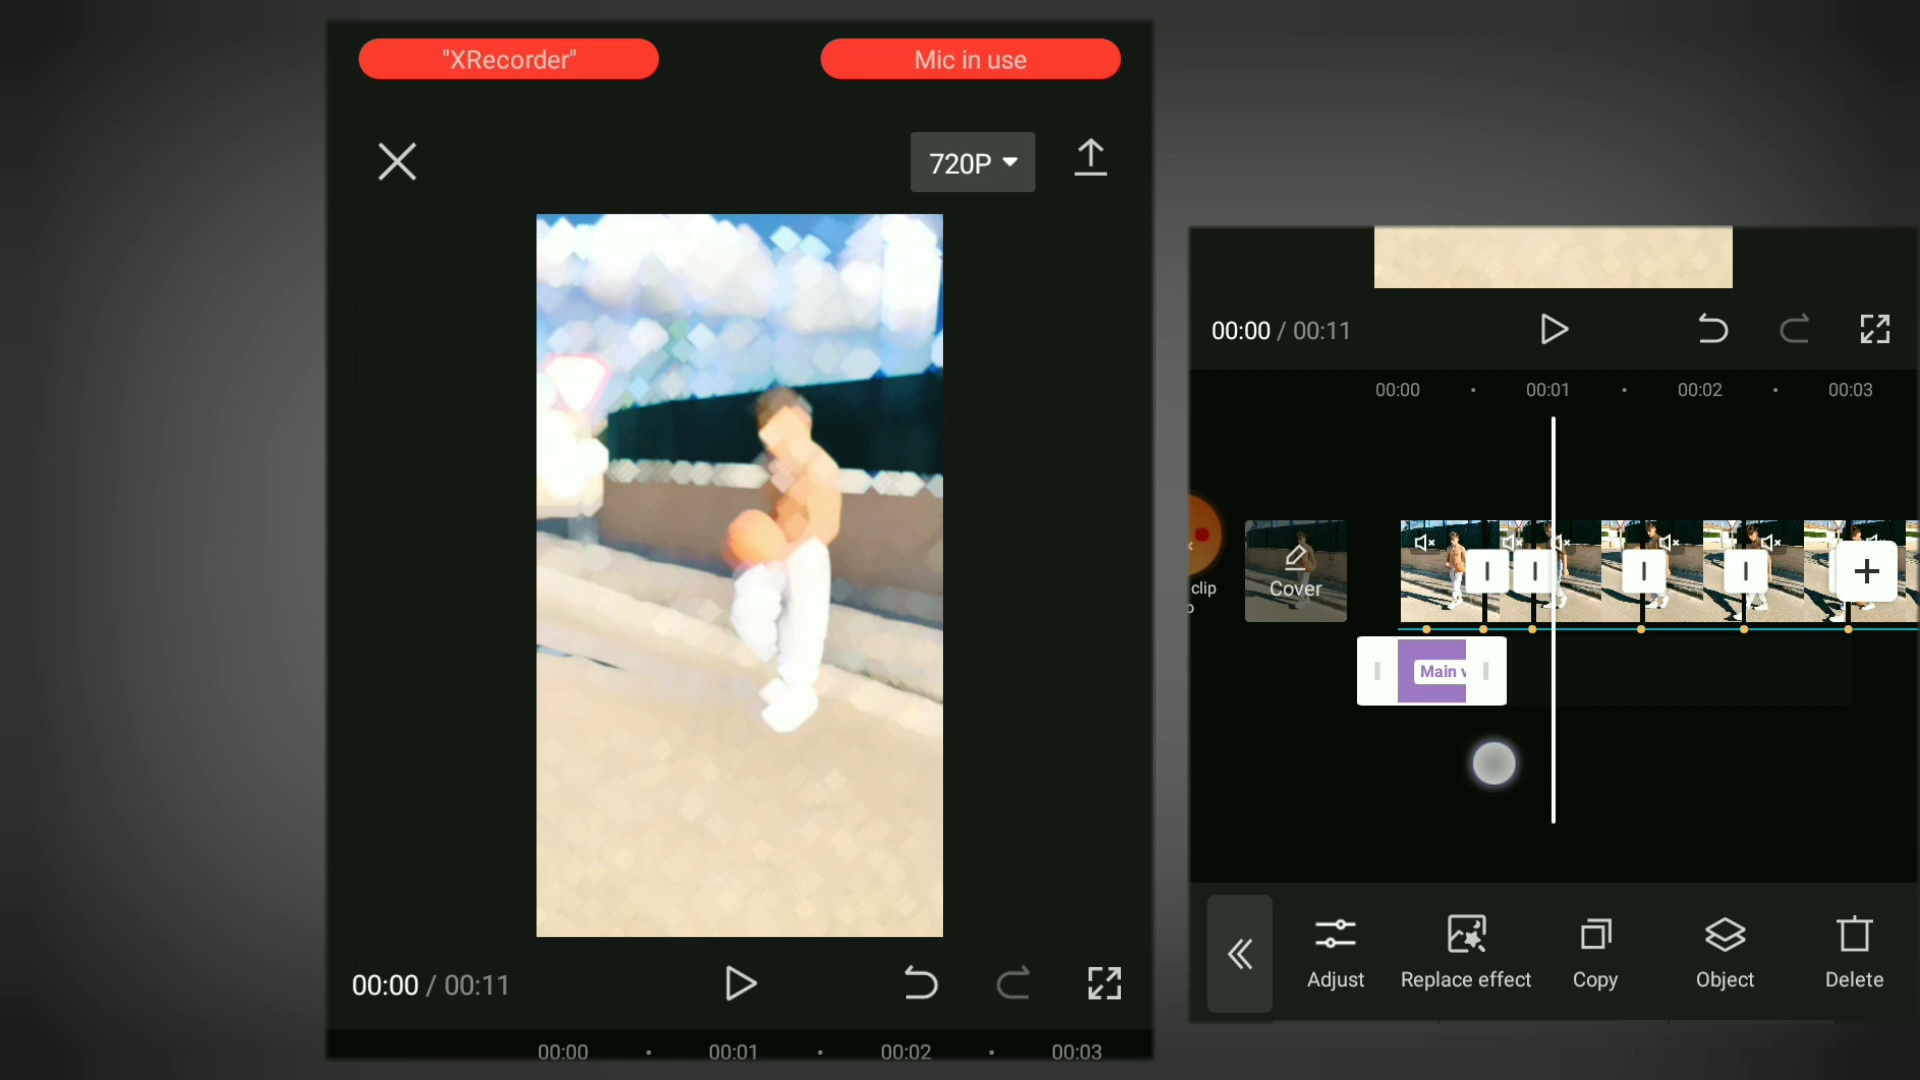 "XRecorder"
Mic in use
720P
00:00 / 00:11
00:00 00:01 00:02 00:03
00:00 / 00:11
00:00 00:01 00:02 00:03
clip
Cover
Main v
Adjust
Replace effect
Copy
Object
Delete